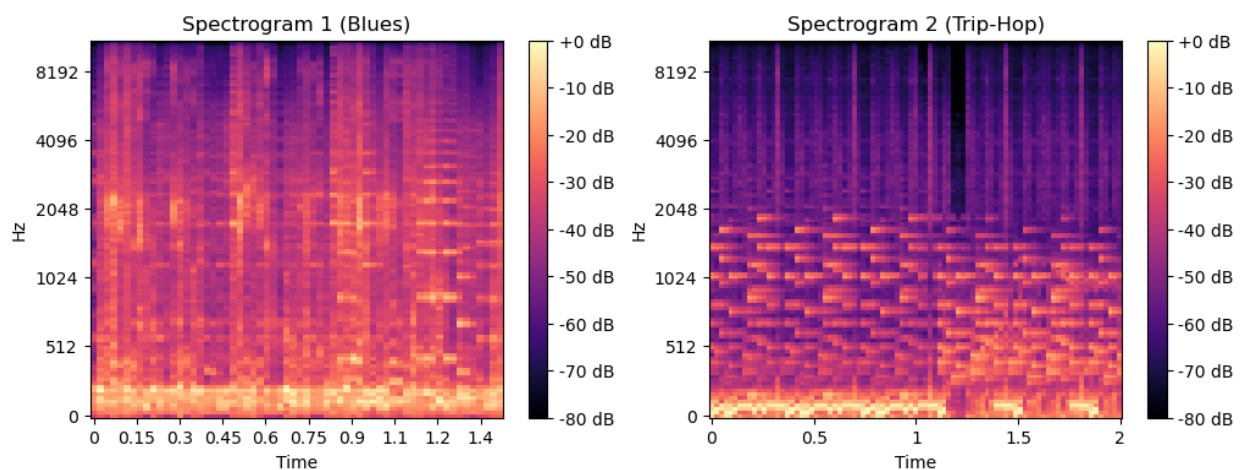 Spectrogram 1 (Blues)
8192
4096
2048
1024
512
0
Hz
0 0.15 0.3 0.45 0.6 0.75 0.9 1.1 1.2 1.4
Time
+0 dB
-10 dB
-20 dB
-30 dB
-40 dB
-50 dB
-60 dB
-70 dB
-80 dB
Spectrogram 2 (Trip-Hop)
8192
4096
2048
1024
512
0
Hz
0 0.5 1 1.5 2
Time
+0 dB
-10 dB
-20 dB
-30 dB
-40 dB
-50 dB
-60 dB
-70 dB
-80 dB